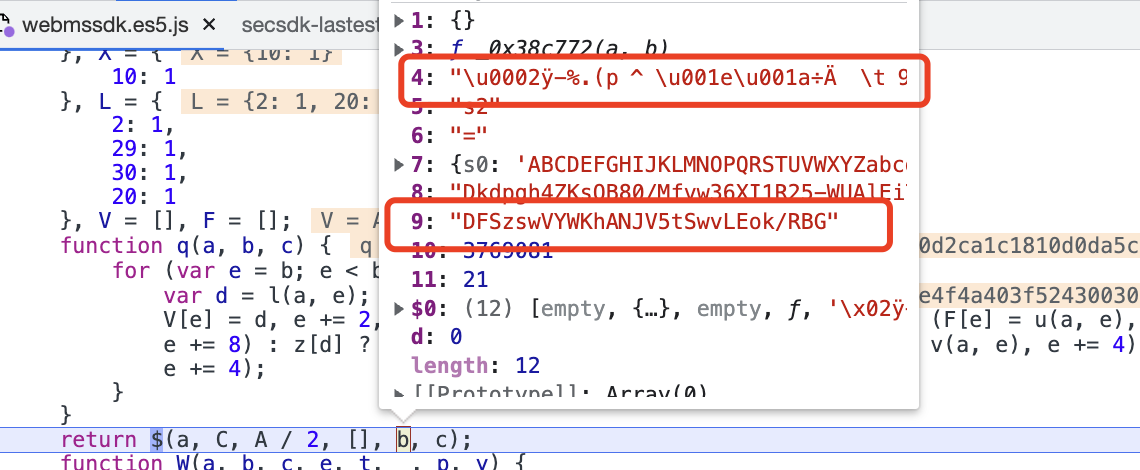 webmssdk.es5.js × secsdk-lastest
}, X = { X = {10: 1}
10: 1
}, L = { L = {2: 1, 20:
2: 1,
29: 1,
30: 1,
20: 1
}, V = [], F = []; V = A
function q(a, b, c) { q 0d2ca1c1810d0da5c
for (var e = b; e < b
var d = l(a, e); e4f4a403f52430030
V[e] = d, e += 2, (F[e] = u(a, e),
e += 8) : z[d] ? v(a, e), e += 4)
e += 4);
}
}
return $(a, C, A / 2, [], b, c);
function W(a, b, c, e, t, , p, y) {
1: {}
3: ƒ _0x38c772(a, b)
4: "\u0002ÿ-%.(p ^ \u001e\u001a÷Ä \t 9
5: "s2"
6: "="
7: {s0: 'ABCDEFGHIJKLMNOPQRSTUVWXYZabc
8: "Dkdpgh4ZKsQB80/Mfvw36XI1R25-WUAlEi
9: "DFSzswVYWKhANJV5tSwvLEok/RBG"
10: 3769081
11: 21
$0: (12) [empty, {…}, empty, ƒ, '\x02ÿ-
d: 0
length: 12
[[Prototype]]: Array(0)